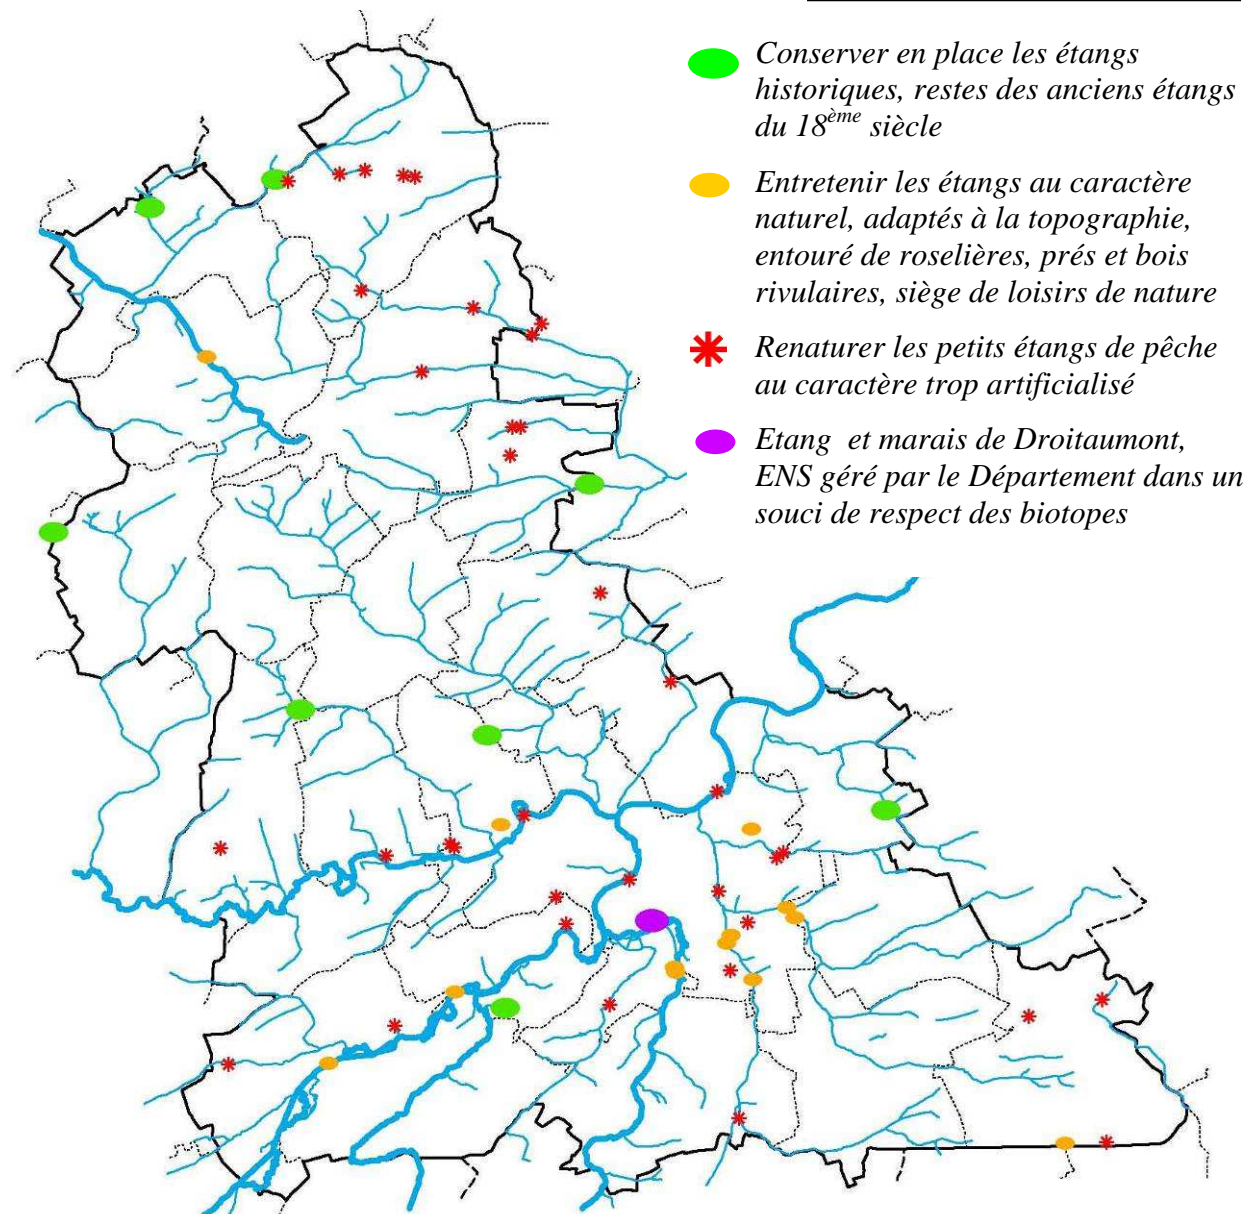 Conserver en place les étangs
historiques, restes des anciens étangs
du 18ème siècle
Entretenir les étangs au caractère
naturel, adaptés à la topographie,
entouré de roselières, prés et bois
rivulaires, siège de loisirs de nature
Renaturer les petits étangs de pêche
au caractère trop artificialisé
Etang et marais de Droitaumont,
ENS géré par le Département dans un
souci de respect des biotopes